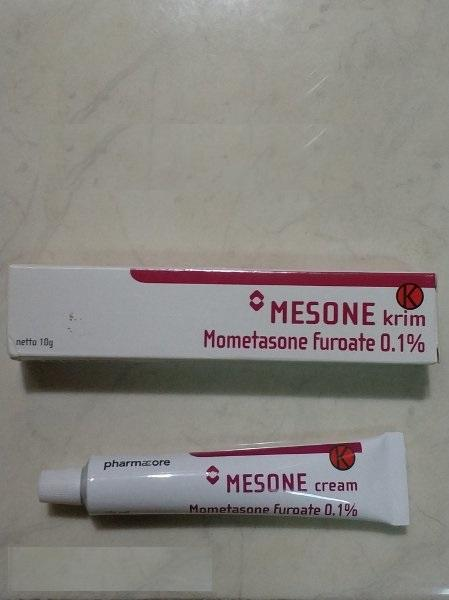 K
MESONE krim
Mometasone Furoate 0.1%
netto 10g
pharmacore
K
MESONE cream
Mometasone Furoate 0.1%